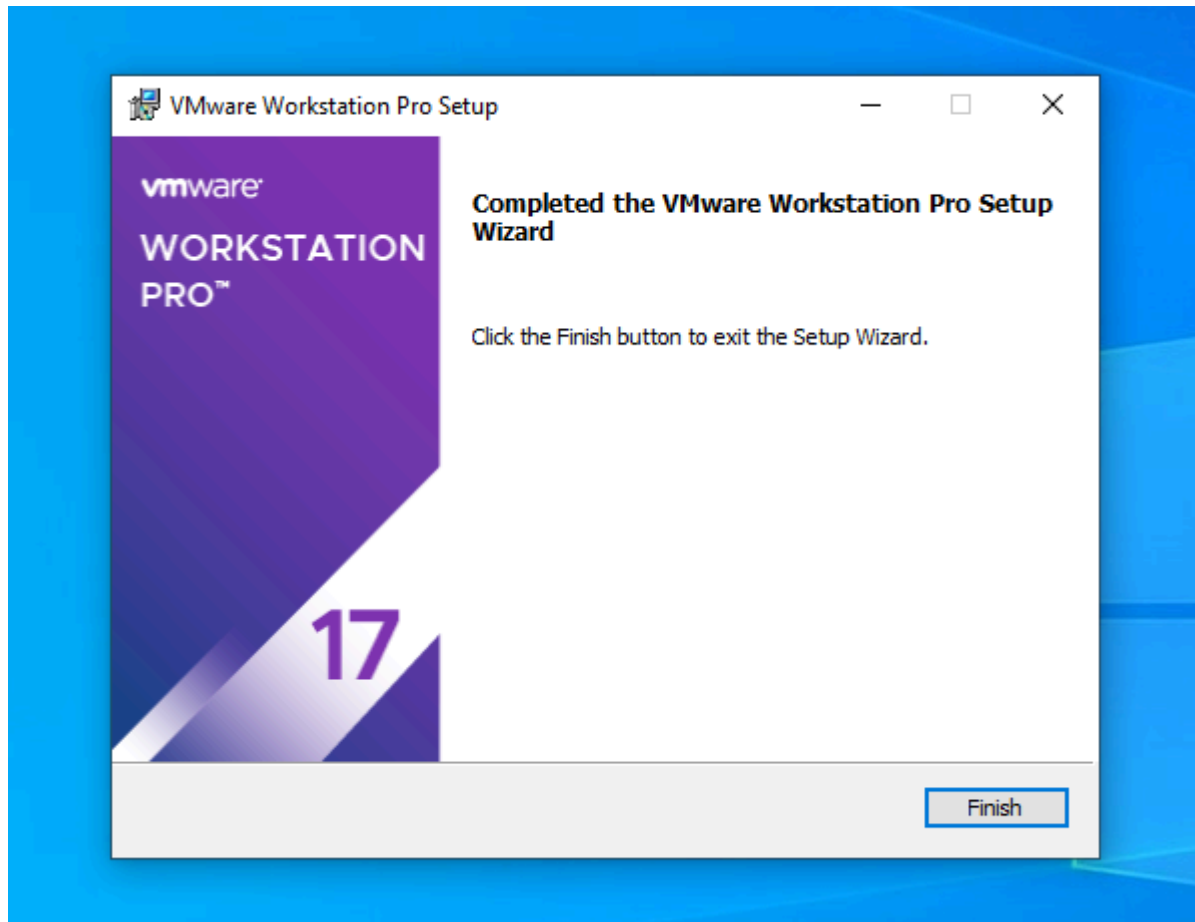 VMware Workstation Pro Setup
vmware®
WORKSTATION
PRO™
Completed the VMware Workstation Pro Setup
Wizard
Click the Finish button to exit the Setup Wizard.
17
Finish